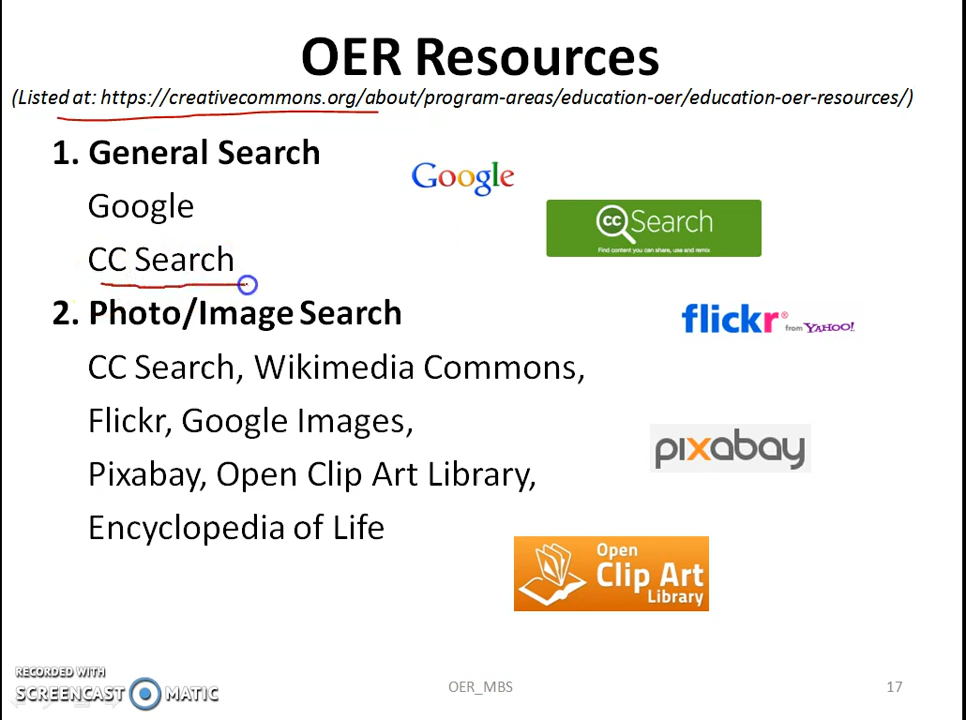 OER Resources
(Listed at: https://creativecommons.org/about/program-areas/education-oer/education-oer-resources/)
1. General Search
Google
Google
CC Search
cc Search
Find content you can share, use and remix
2. Photo/Image Search
flickr® from YAHOO!
CC Search, Wikimedia Commons,
Flickr, Google Images,
pixabay
Pixabay, Open Clip Art Library,
Encyclopedia of Life
Open
Clip Art
Library
RECORDED WITH
SCREENCAST MATIC
OER_MBS
17